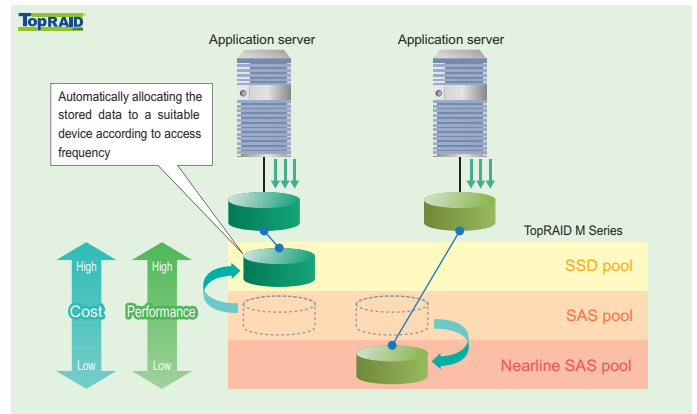 TopRAID
.com
Application server
Application server
Automatically allocating the
stored data to a suitable
device according to access
frequency
TopRAID M Series
High
High
SSD pool
Cost
Performance
SAS pool
Low
Low
Nearline SAS pool